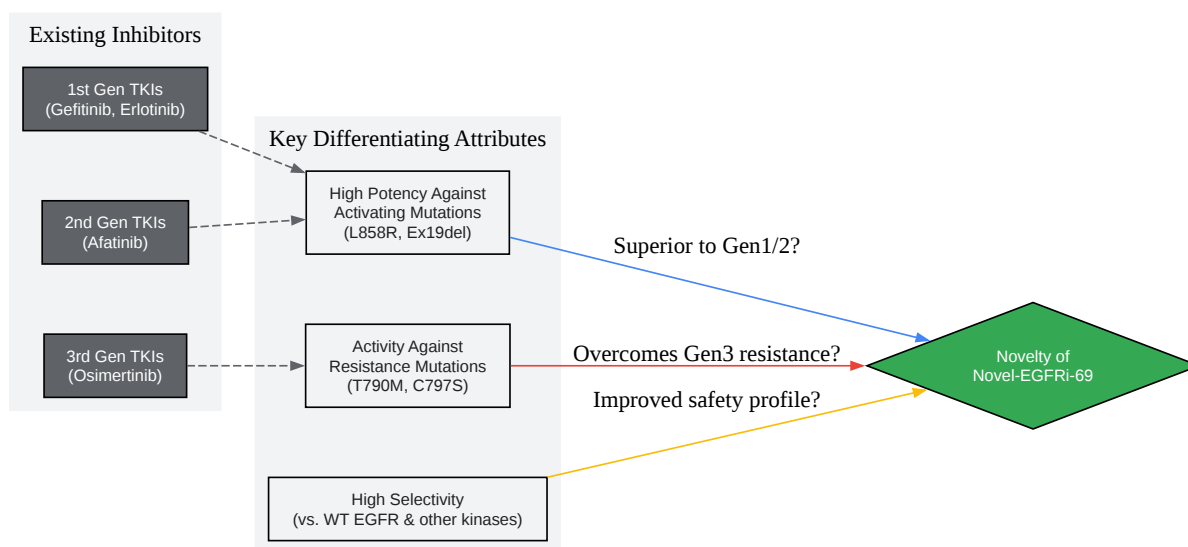 Existing Inhibitors
1st Gen TKIs
(Gefitinib, Erlotinib)
2nd Gen TKIs
(Afatinib)
3rd Gen TKIs
(Osimertinib)
Key Differentiating Attributes
High Potency Against
Activating Mutations
(L858R, Ex19del)
Activity Against
Resistance Mutations
(T790M, C797S)
High Selectivity
(vs. WT EGFR & other kinases)
Superior to Gen1/2?
Overcomes Gen3 resistance?
Improved safety profile?
Novelty of
Novel-EGFRi-69